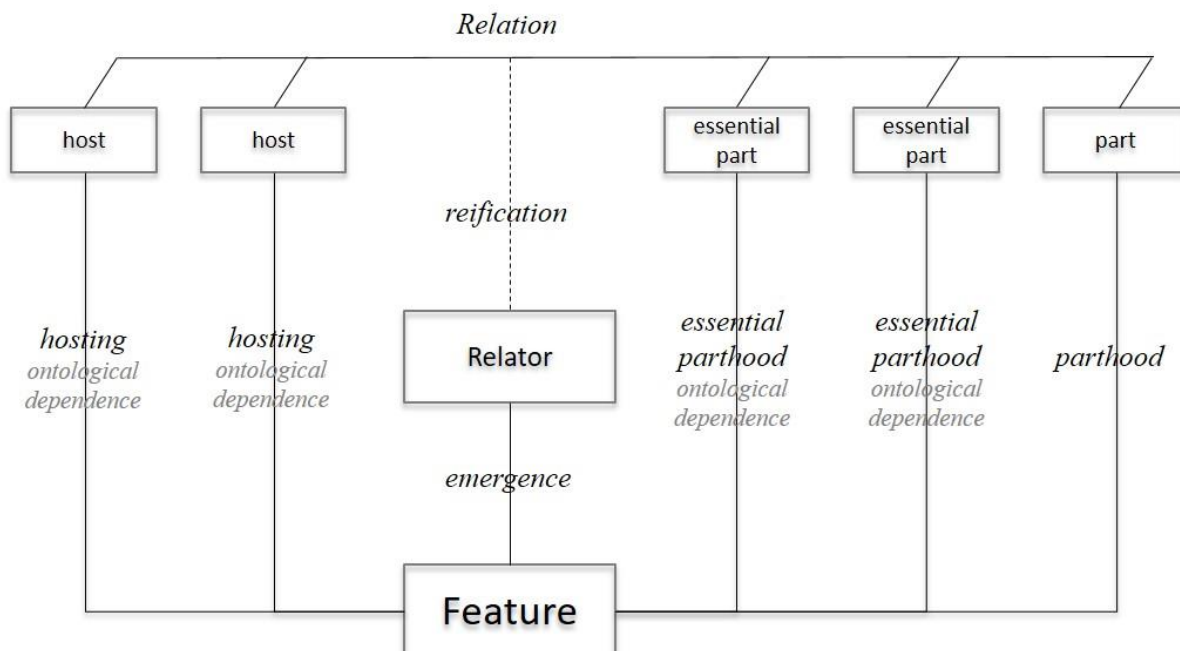 Relation
host
host
essential
part
essential
part
part
reification
hosting
ontological
dependence
hosting
ontological
dependence
Relator
essential
parthood
ontological
dependence
essential
parthood
ontological
dependence
parthood
emergence
Feature